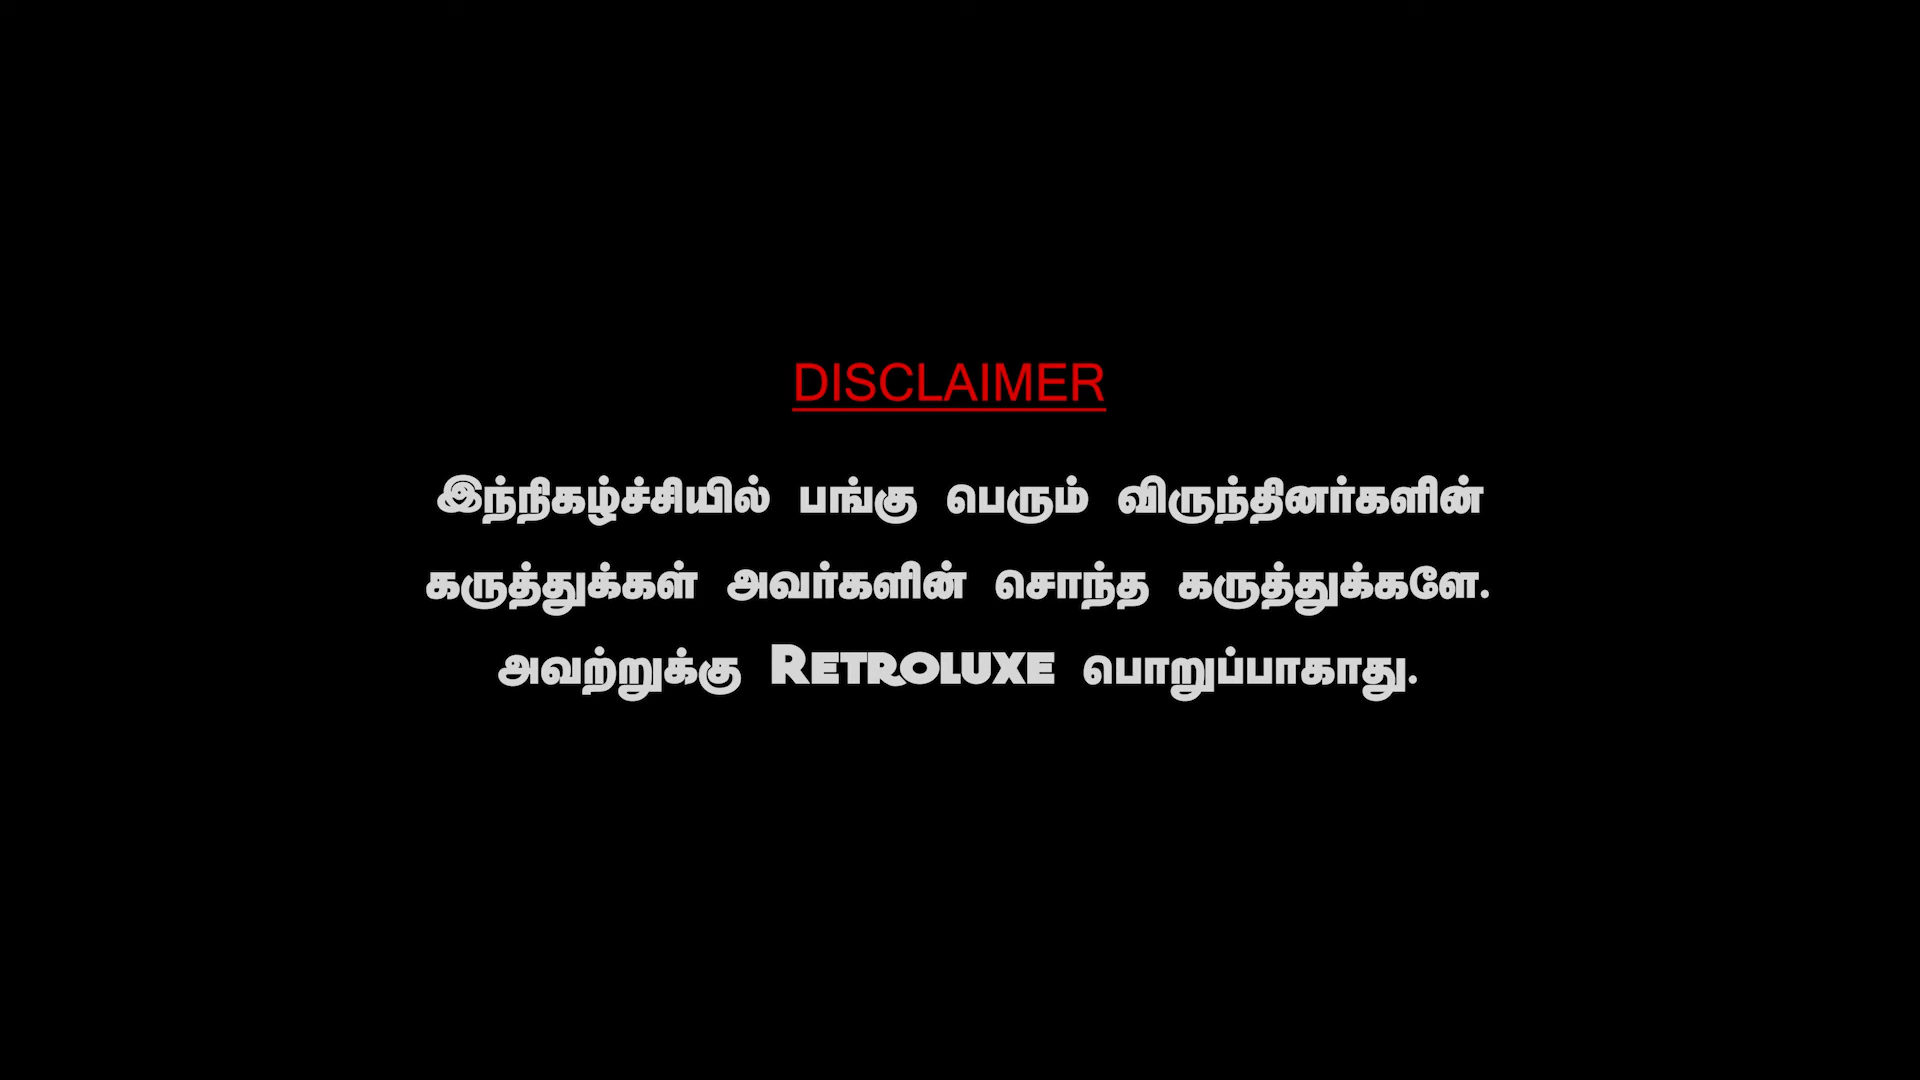 DISCLAIMER
இந்நிகழ்ச்சியில் பங்கு பெரும் விருந்தினர்களின்
கருத்துக்கள் அவர்களின் சொந்த கருத்துக்களே.
அவற்றுக்கு RETROLUXE பொறுப்பாகாது.